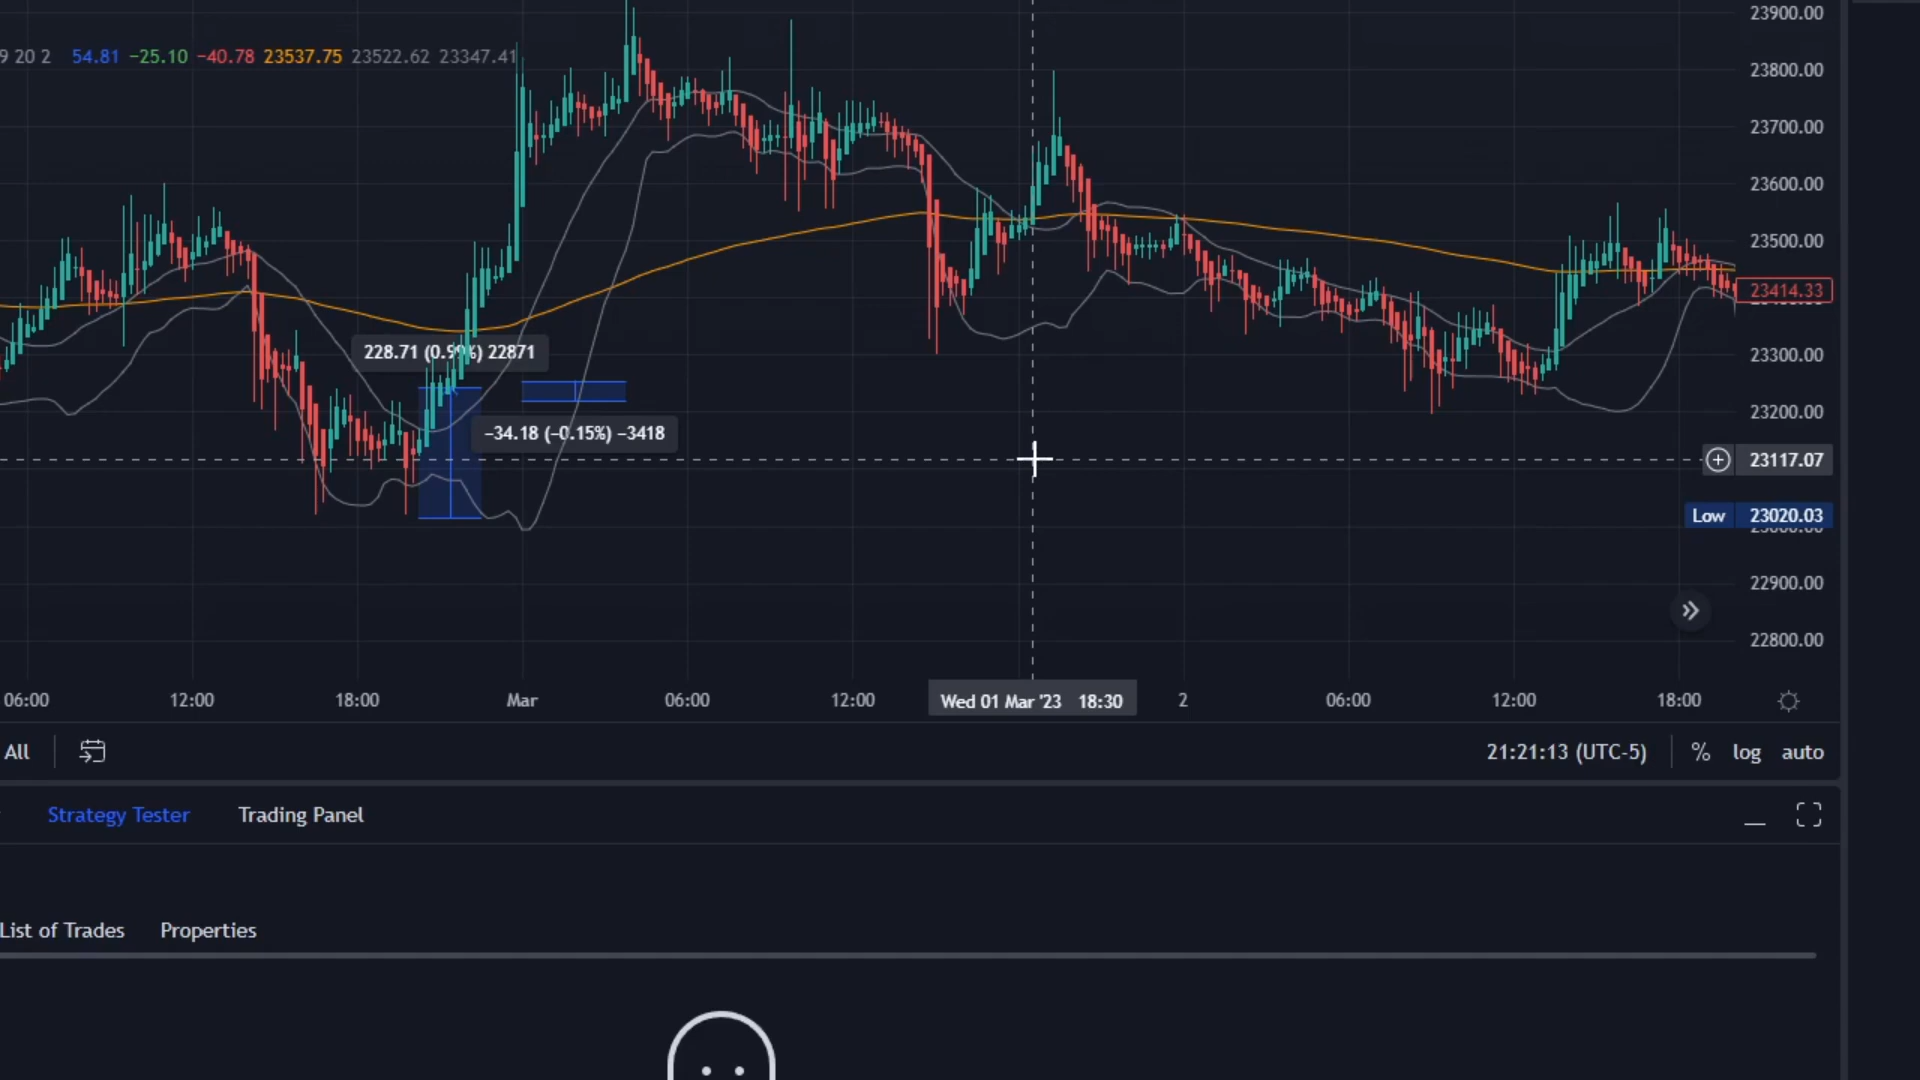 23900.00
9 20 2 54.81 −25.10 −40.78 23537.75 23522.62 23347.41
23800.00
23700.00
23600.00
23500.00
23414.33
228.71 (0.99%) 22871
23300.00
23200.00
−34.18 (−0.15%) −3418
23117.07
Low 23020.03
22900.00
22800.00
06:00 12:00 18:00 Mar 06:00 12:00 Wed 01 Mar '23 18:30 2 06:00 12:00 18:00
All 21:21:13 (UTC-5) % log auto
Strategy Tester Trading Panel
List of Trades Properties